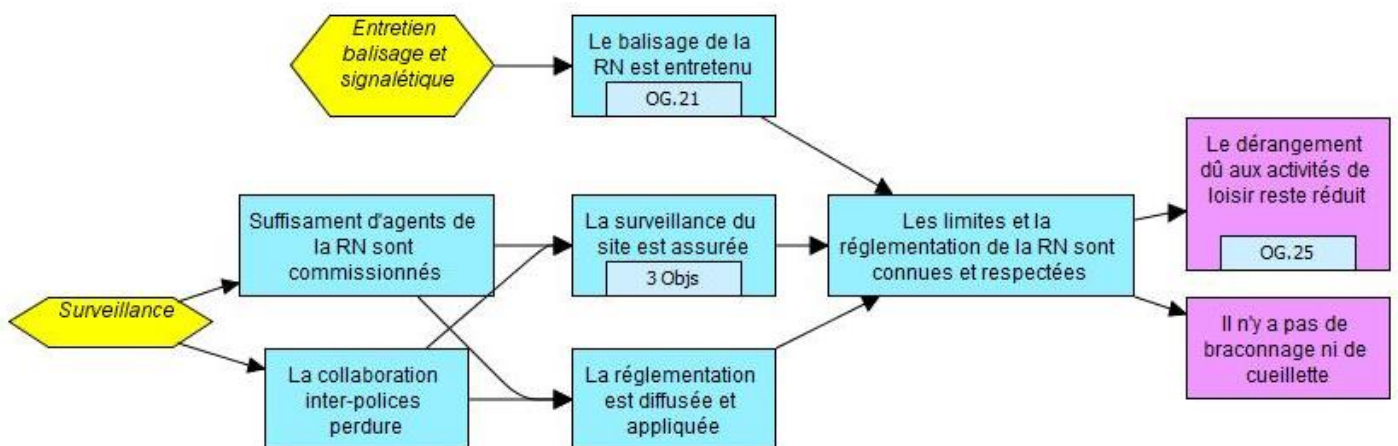 Entretien
balisage et
signalétique
Le balisage de la
RN est entretenu
OG.21
Le dérangement
dû aux activités de
loisir reste réduit
OG.25
Suffisament d'agents de
la RN sont
commissionnés
La surveillance du
site est assurée
3 Objs
Les limites et la
réglementation de la RN sont
connues et respectées
Surveillance
La collaboration
inter-polices
perdure
La réglementation
est diffusée et
appliquée
Il n'y a pas de
braconnage ni de
cueillette